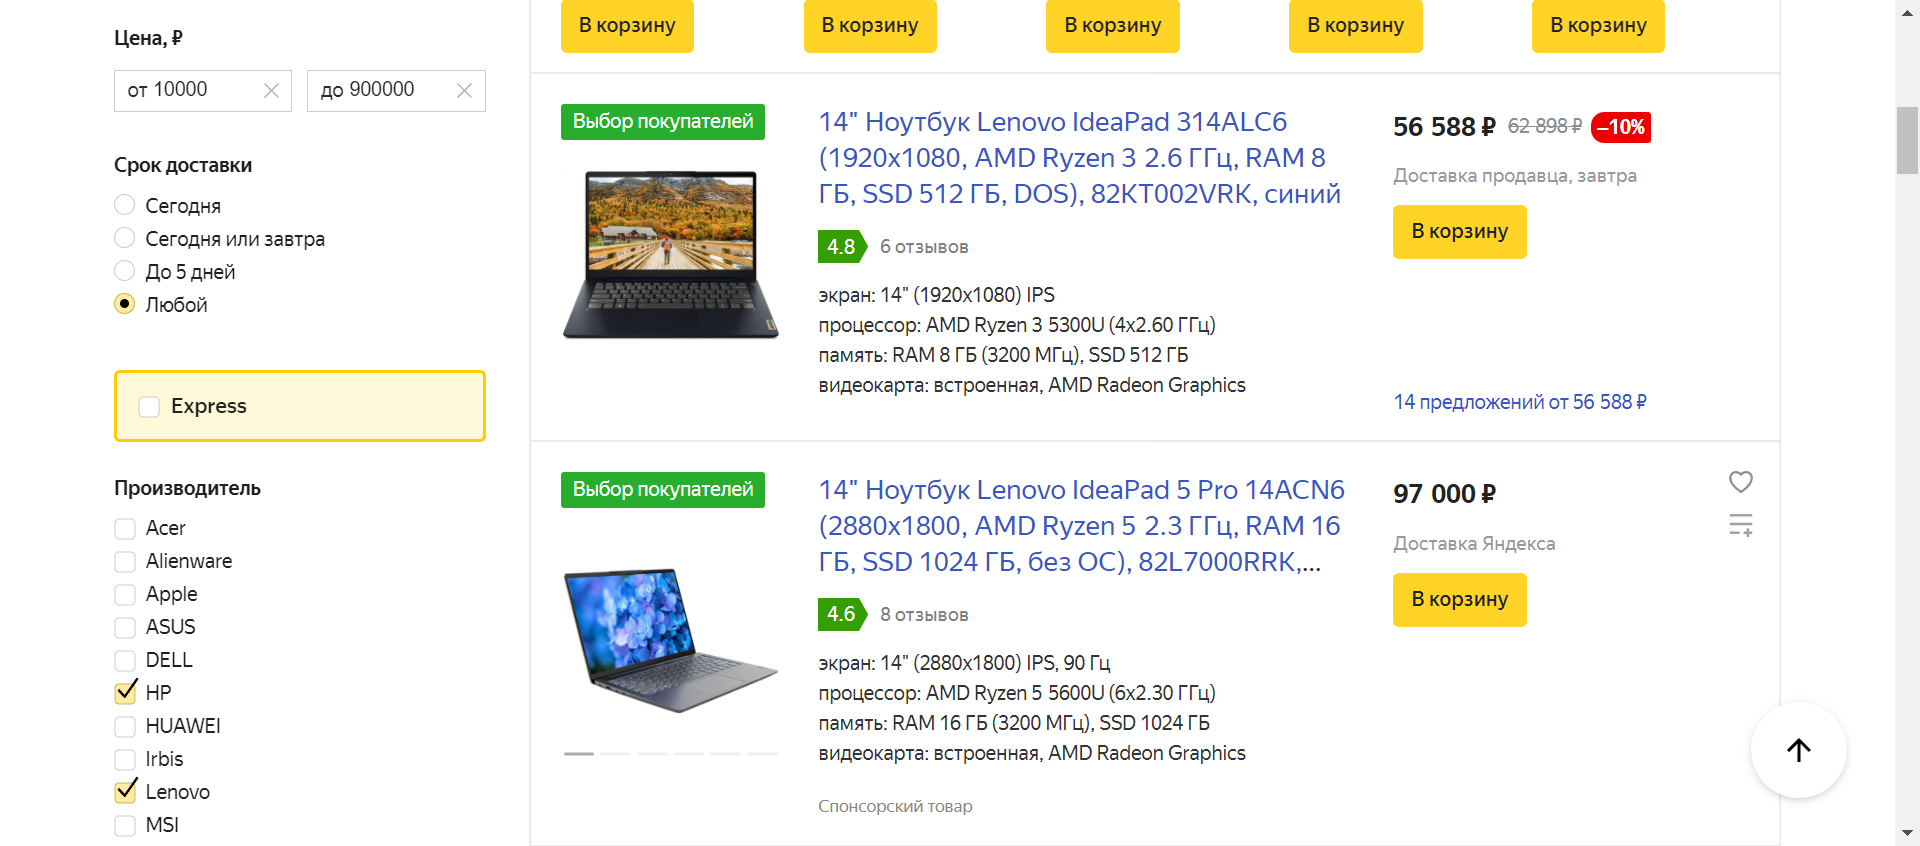 Цена, ₽
от 10000
до 900000
Срок доставки
Сегодня
Сегодня или завтра
До 5 дней
Любой
Express
Производитель
Acer
Alienware
Apple
ASUS
DELL
HP
HUAWEI
Irbis
Lenovo
MSI
В корзину
В корзину
В корзину
В корзину
В корзину
Выбор покупателей
14" Ноутбук Lenovo IdeaPad 314ALC6
(1920x1080, AMD Ryzen 3 2.6 ГГц, RAM 8
ГБ, SSD 512 ГБ, DOS), 82KT002VRK, синий
4.8 6 отзывов
экран: 14" (1920x1080) IPS
процессор: AMD Ryzen 3 5300U (4x2.60 ГГц)
память: RAM 8 ГБ (3200 МГц), SSD 512 ГБ
видеокарта: встроенная, AMD Radeon Graphics
56 588 ₽ 62 898 ₽ –10%
Доставка продавца, завтра
В корзину
14 предложений от 56 588 ₽
Выбор покупателей
14" Ноутбук Lenovo IdeaPad 5 Pro 14ACN6
(2880x1800, AMD Ryzen 5 2.3 ГГц, RAM 16
ГБ, SSD 1024 ГБ, без ОС), 82L7000RRK,...
4.6 8 отзывов
экран: 14" (2880x1800) IPS, 90 Гц
процессор: AMD Ryzen 5 5600U (6x2.30 ГГц)
память: RAM 16 ГБ (3200 МГц), SSD 1024 ГБ
видеокарта: встроенная, AMD Radeon Graphics
Спонсорский товар
97 000 ₽
Доставка Яндекса
В корзину